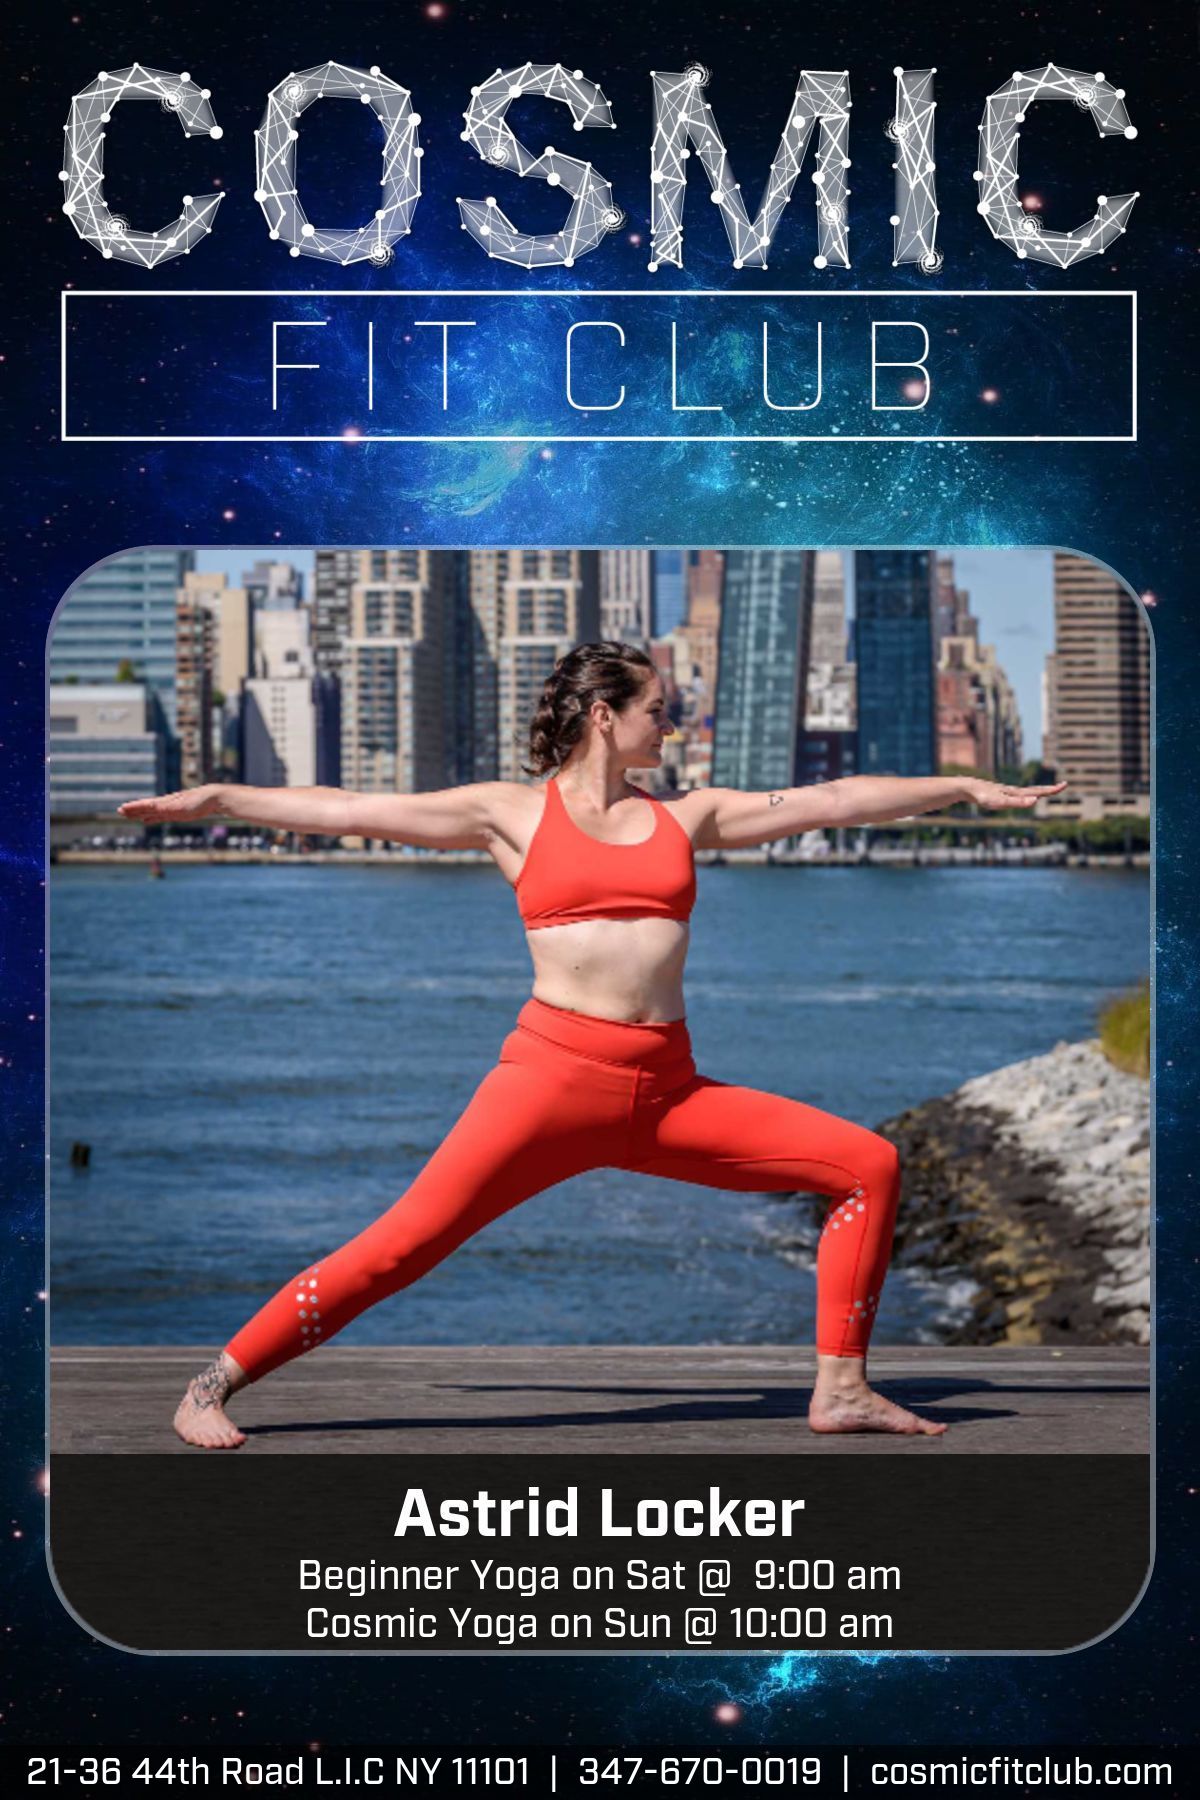 COSMIC
FIT CLUB
Astrid Locker
Beginner Yoga on Sat @ 9:00 am
Cosmic Yoga on Sun @ 10:00 am
21-36 44th Road L.I.C NY 11101 | 347-670-0019 | cosmicfitclub.com